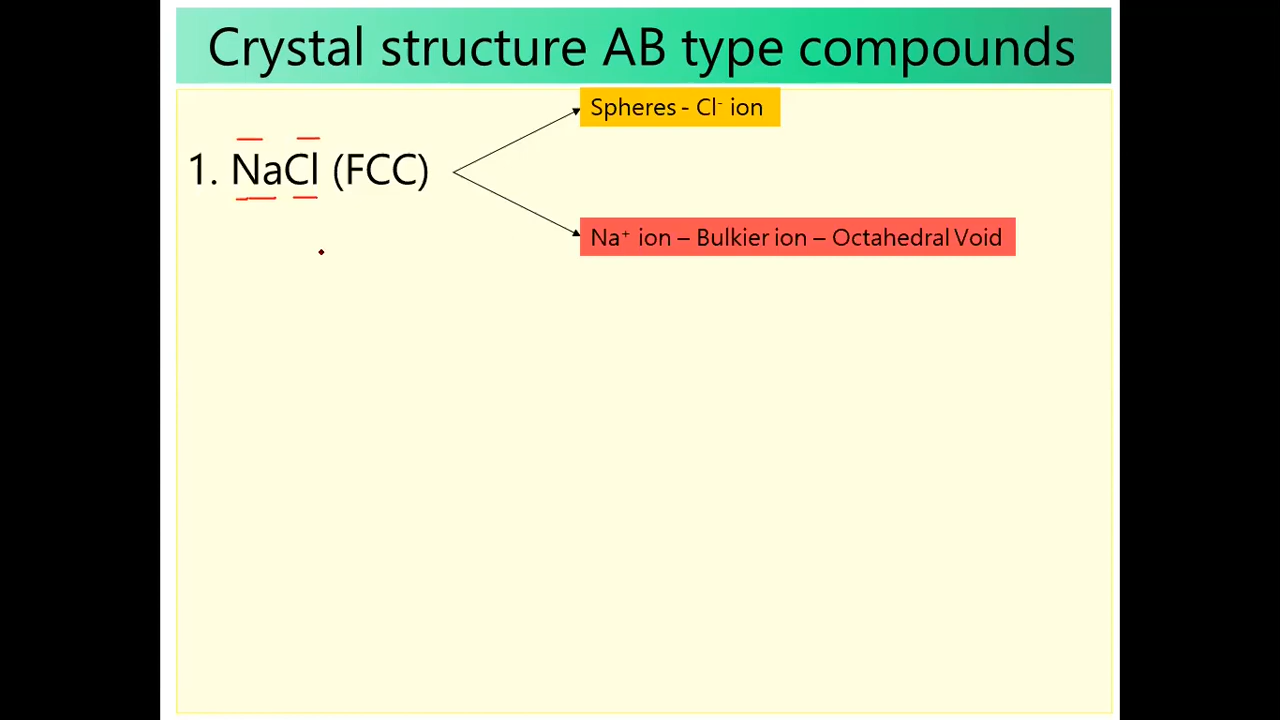 Crystal structure AB type compounds
Spheres - Cl⁻ ion
1. NaCl (FCC)
Na⁺ ion – Bulkier ion – Octahedral Void